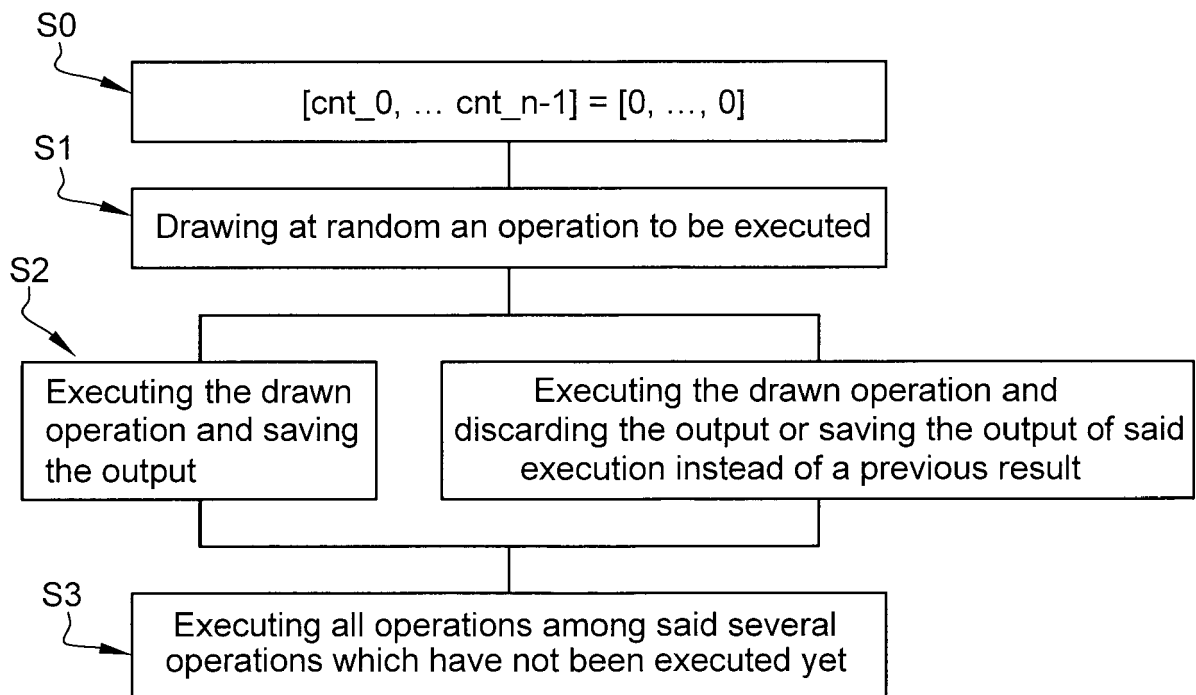 S0
[cnt_0, ... cnt_n-1] = [0, ..., 0]
S1
Drawing at random an operation to be executed
S2
Executing the drawn
operation and saving
the output
Executing the drawn operation and
discarding the output or saving the output of said
execution instead of a previous result
S3
Executing all operations among said several
operations which have not been executed yet